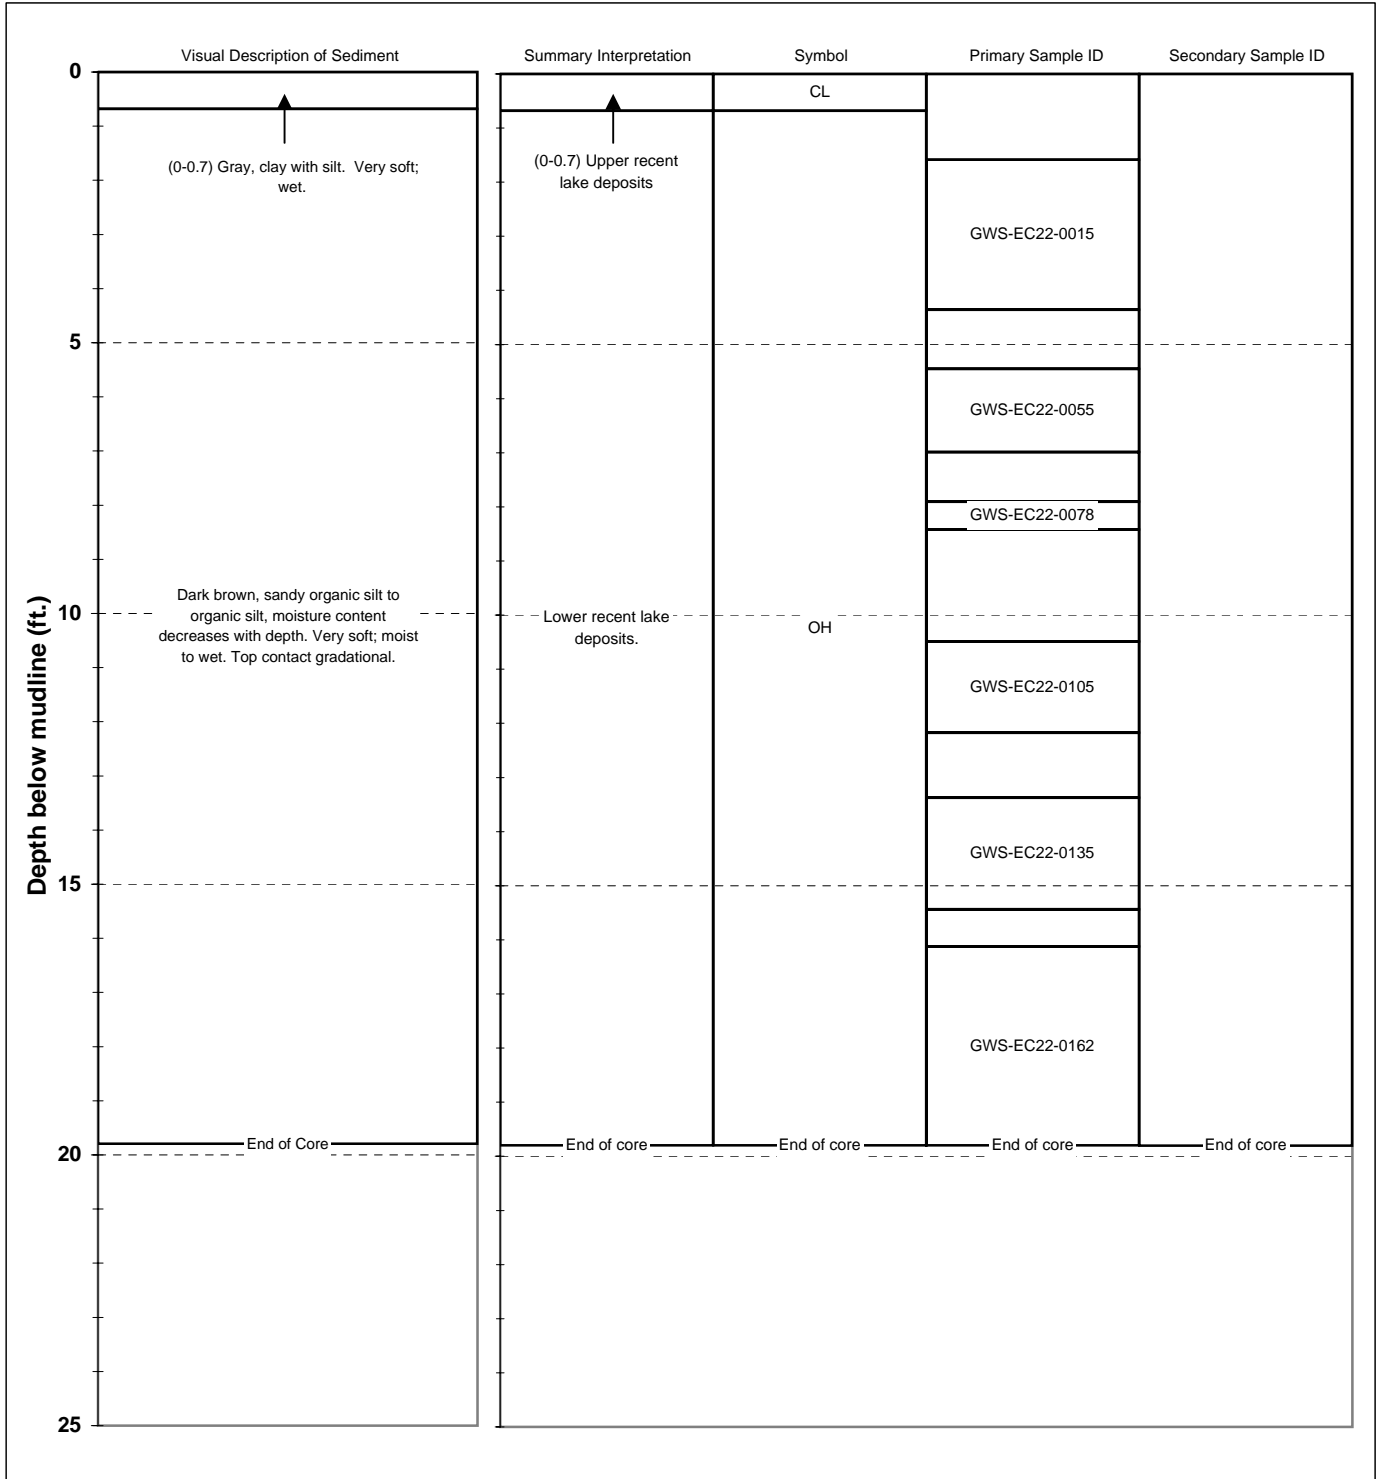 Visual Description of Sediment
Summary Interpretation
Symbol
Primary Sample ID
Secondary Sample ID
Depth below mudline (ft.)
0
5
10
15
20
25
(0-0.7) Gray, clay with silt.  Very soft;
wet.
Dark brown, sandy organic silt to
organic silt, moisture content
decreases with depth. Very soft; moist
to wet. Top contact gradational.
End of Core
(0-0.7) Upper recent
lake deposits
Lower recent lake
deposits.
End of core
CL
OH
End of core
GWS-EC22-0015
GWS-EC22-0055
GWS-EC22-0078
GWS-EC22-0105
GWS-EC22-0135
GWS-EC22-0162
End of core
End of core